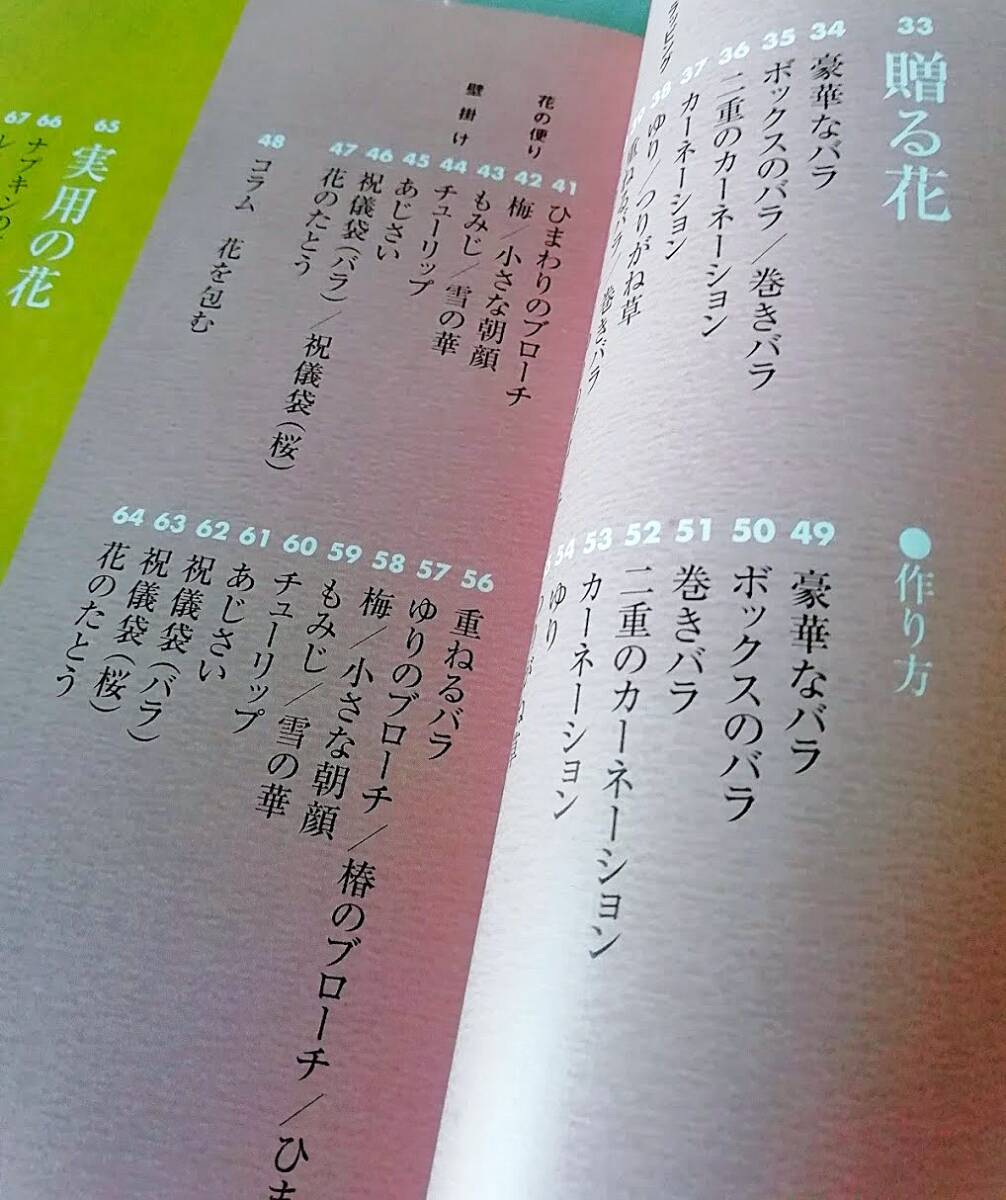 33 贈る花
34 豪華なバラ
35 ボックスのバラ/巻きバラ
36 二重のカーネーション
37 カーネーション
ラッピング
38 ゆり/つりがね草
41 ひまわりのブローチ
花の便り
42 梅/小さな朝顔
43 もみじ/雪の華
44 チューリップ
壁掛け
45 あじさい
46 祝儀袋(バラ)/祝儀袋(桜)
47 花のたとう
48 コラム 花を包む
●作り方
49 豪華なバラ
50 ボックスのバラ
51 巻きバラ
52 二重のカーネーション
53 カーネーション
54 ゆり
56 重ねるバラ
57 ゆりのブローチ/椿のブローチ/ひま
58 梅/小さな朝顔
59 もみじ/雪の華
60 チューリップ
61 あじさい
62 祝儀袋(バラ)
63 祝儀袋(桜)
64 花のたとう
65 実用の花
66 ナプキンの
67